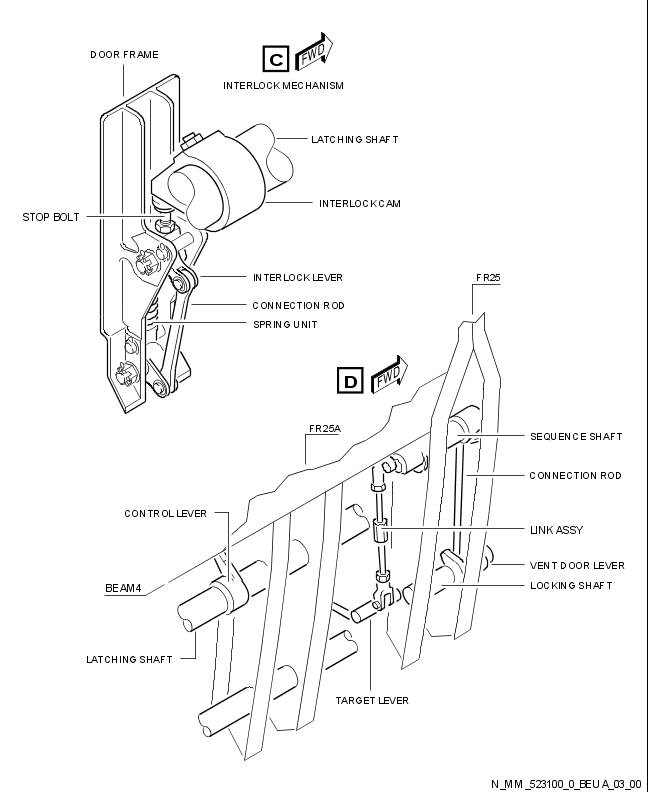 DOOR FRAME
C
FWD
INTERLOCK MECHANISM
LATCHING SHAFT
INTERLOCK CAM
STOP BOLT
INTERLOCK LEVER
FR25
CONNECTION ROD
SPRING UNIT
D
FWD
FR25A
SEQUENCE SHAFT
CONNECTION ROD
CONTROL LEVER
LINK ASSY
VENT DOOR LEVER
BEAM4
LOCKING SHAFT
LATCHING SHAFT
TARGET LEVER
N_MM_523100_0_BEUA_03_00